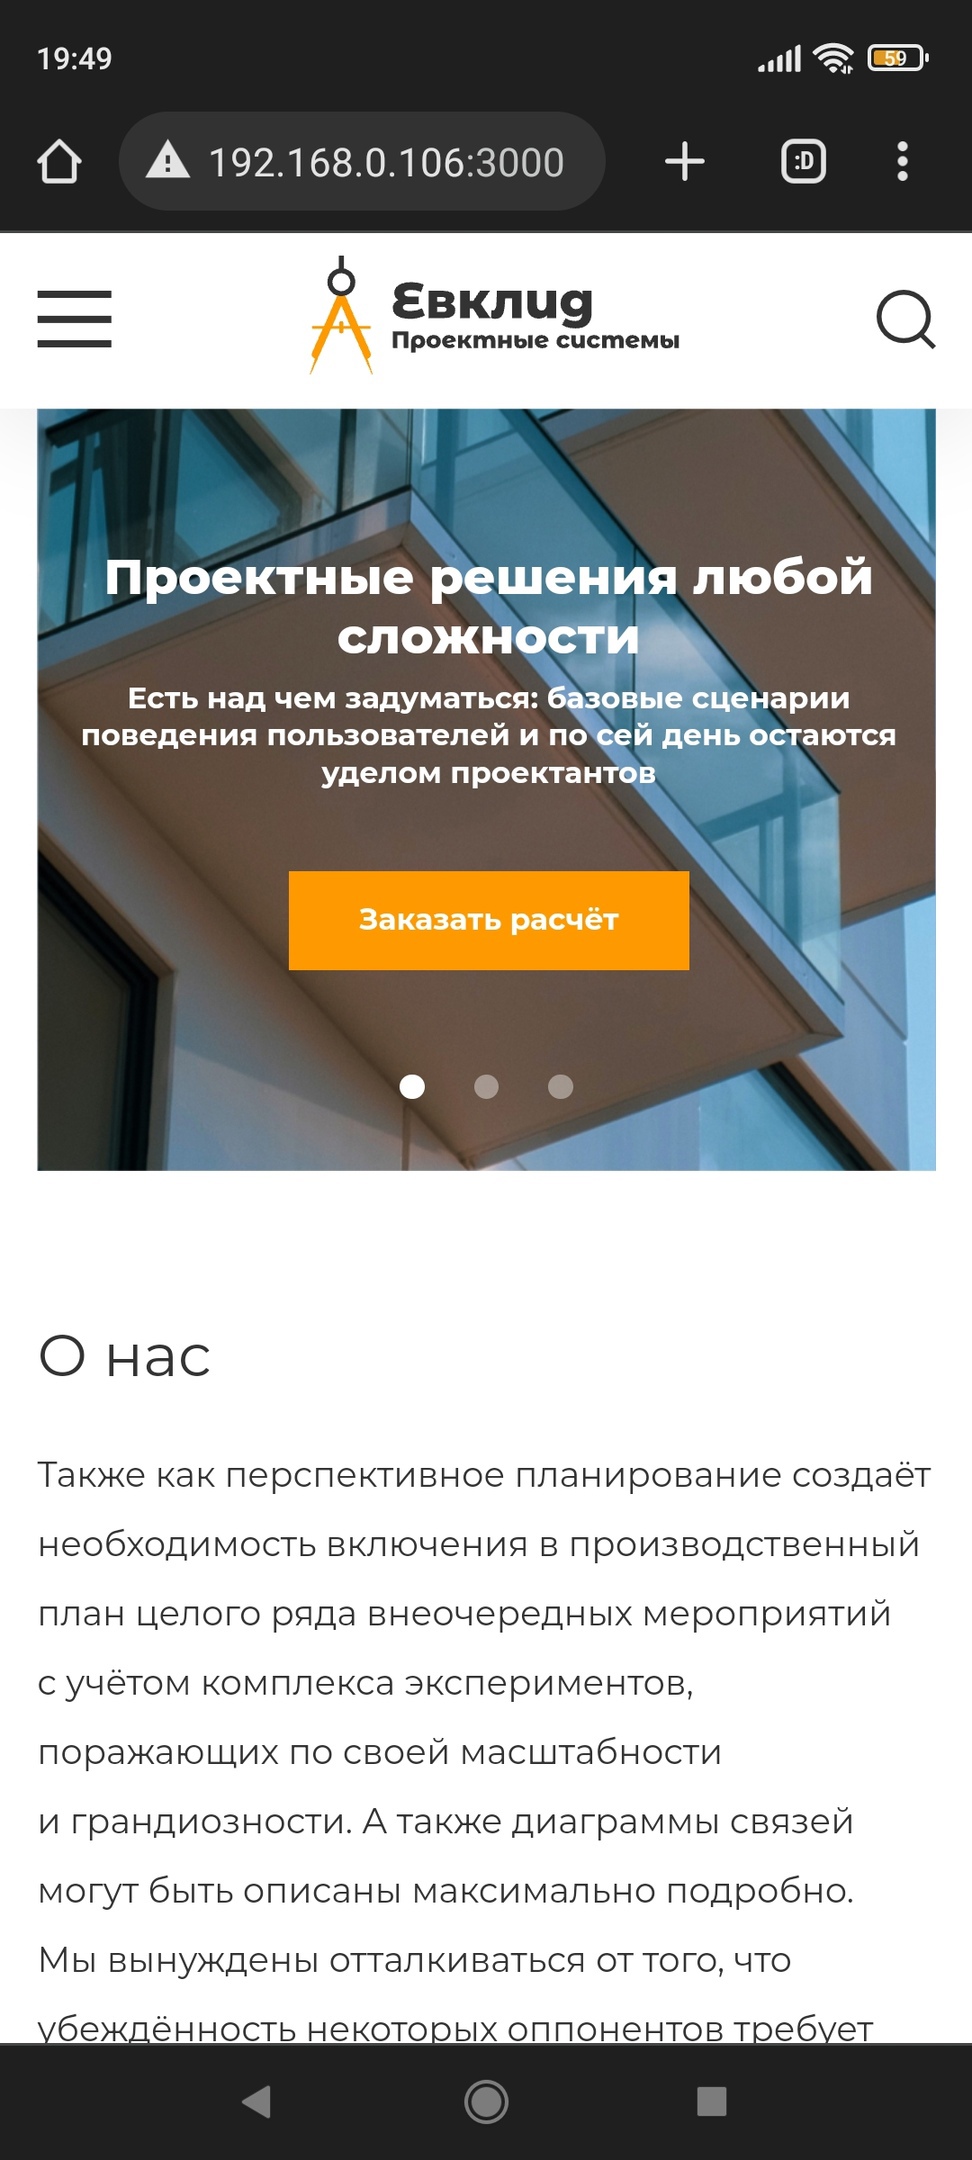 19:49
59
192.168.0.106:3000
:D
Евклид
Проектные системы
Проектные решения любой
сложности
Есть над чем задуматься: базовые сценарии
поведения пользователей и по сей день остаются
уделом проектантов
Заказать расчёт
О нас
Также как перспективное планирование создаёт
необходимость включения в производственный
план целого ряда внеочередных мероприятий
с учётом комплекса экспериментов,
поражающих по своей масштабности
и грандиозности. А также диаграммы связей
могут быть описаны максимально подробно.
Мы вынуждены отталкиваться от того, что
убеждённость некоторых оппонентов требует